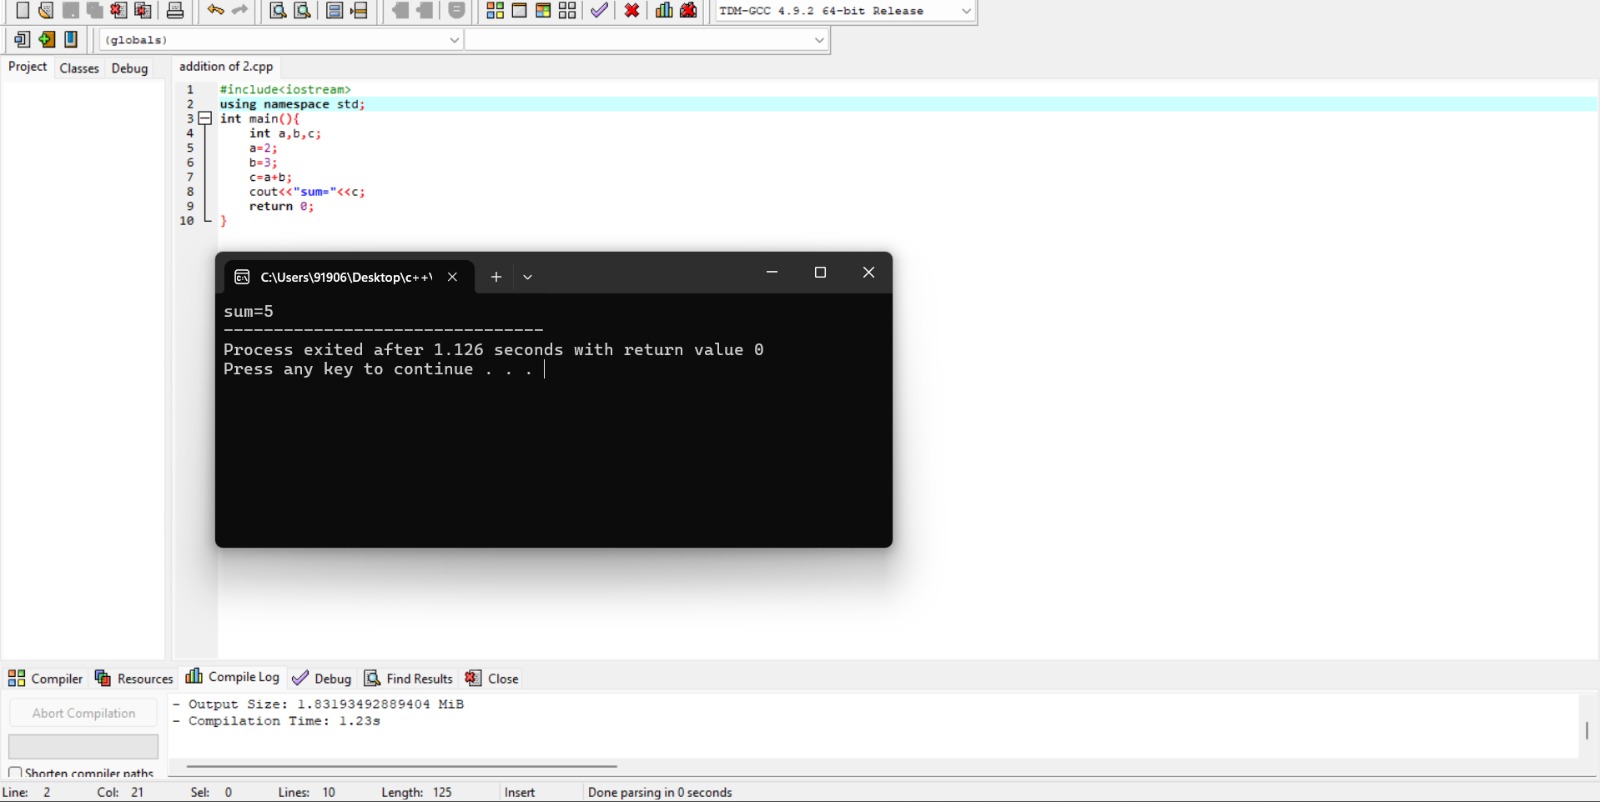 TDM-GCC 4.9.2 64-bit Release
(globals)
Project Classes Debug
addition of 2.cpp
1 #include<iostream>
2 using namespace std;
3 int main(){
4 int a,b,c;
5 a=2;
6 b=3;
7 c=a+b;
8 cout<<"sum="<<c;
9 return 0;
10 }
C:\Users\91906\Desktop\c++\
sum=5
--------------------------------
Process exited after 1.126 seconds with return value 0
Press any key to continue . . .
Compiler Resources Compile Log Debug Find Results Close
Abort Compilation
- Output Size: 1.83193492889404 MiB
- Compilation Time: 1.23s
Shorten compiler paths
Line: 2 Col: 21 Sel: 0 Lines: 10 Length: 125 Insert Done parsing in 0 seconds